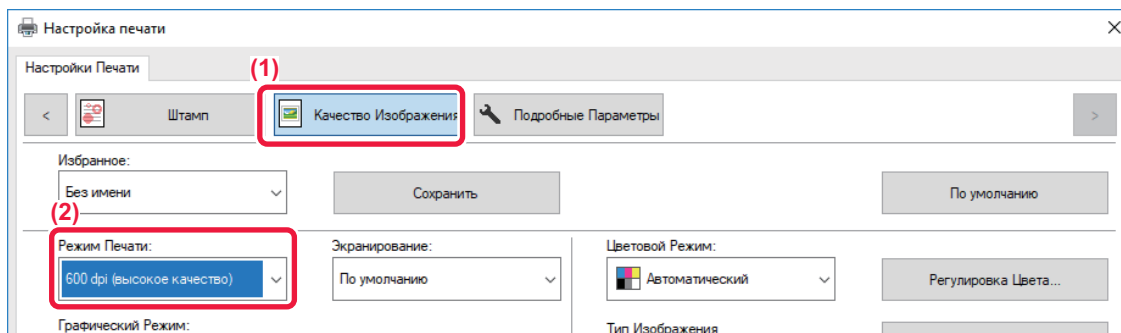 Настройка печати
Настройки Печати
(1)
<
Штамп
Качество Изображения
Подробные Параметры
>
Избранное:
Без имени
Сохранить
По умолчанию
(2)
Режим Печати:
Экранирование:
Цветовой Режим:
600 dpi (высокое качество)
По умолчанию
Автоматический
Регулировка Цвета...
Графический Режим:
Тип Изображения